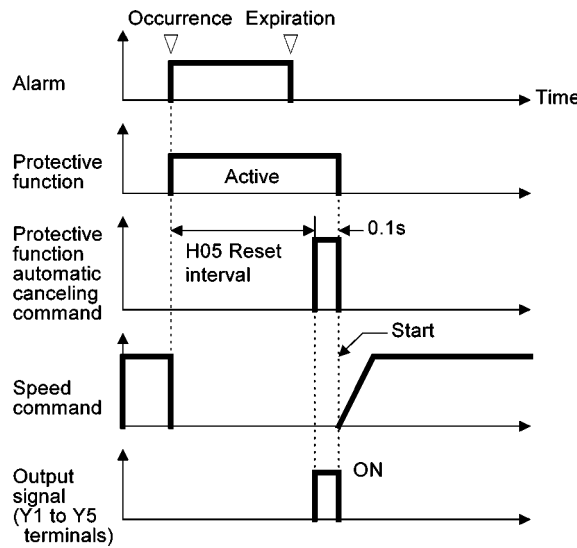 Occurrence Expiration
Alarm
Time
Protective
function
Active
Protective
function
automatic
canceling
command
H05 Reset
interval
0.1s
Start
Speed
command
Output
signal
(Y1 to Y5
terminals)
ON